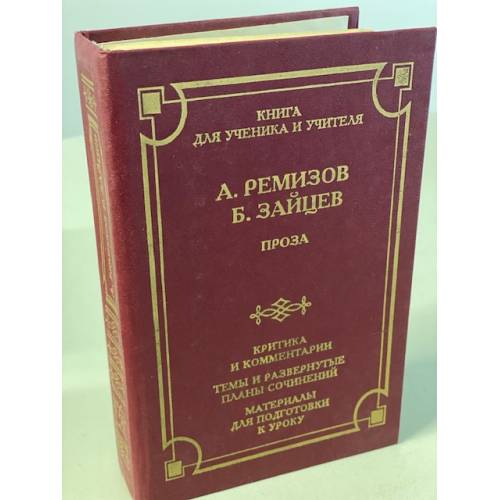 КНИГА
ДЛЯ УЧЕНИКА И УЧИТЕЛЯ
А. РЕМИЗОВ
Б. ЗАЙЦЕВ
ПРОЗА
КРИТИКА
И КОММЕНТАРИИ
ТЕМЫ И РАЗВЕРНУТЫЕ
ПЛАНЫ СОЧИНЕНИЙ
МАТЕРИАЛЫ
ДЛЯ ПОДГОТОВКИ
К УРОКУ